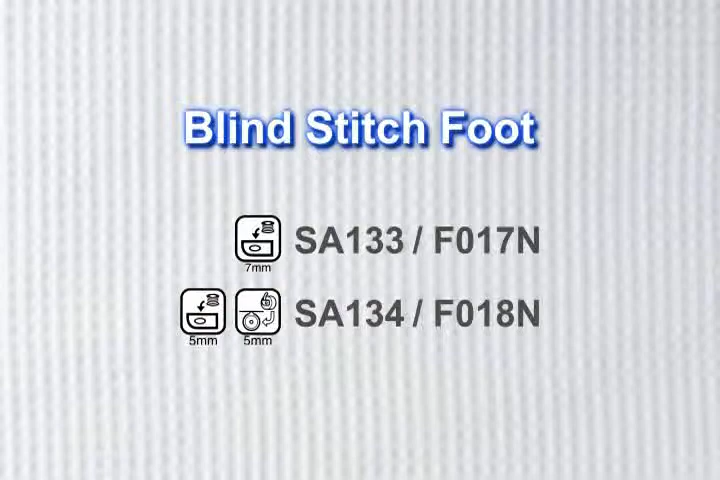 Blind Stitch Foot
SA133 / F017N
7mm
SA134 / F018N
5mm 5mm